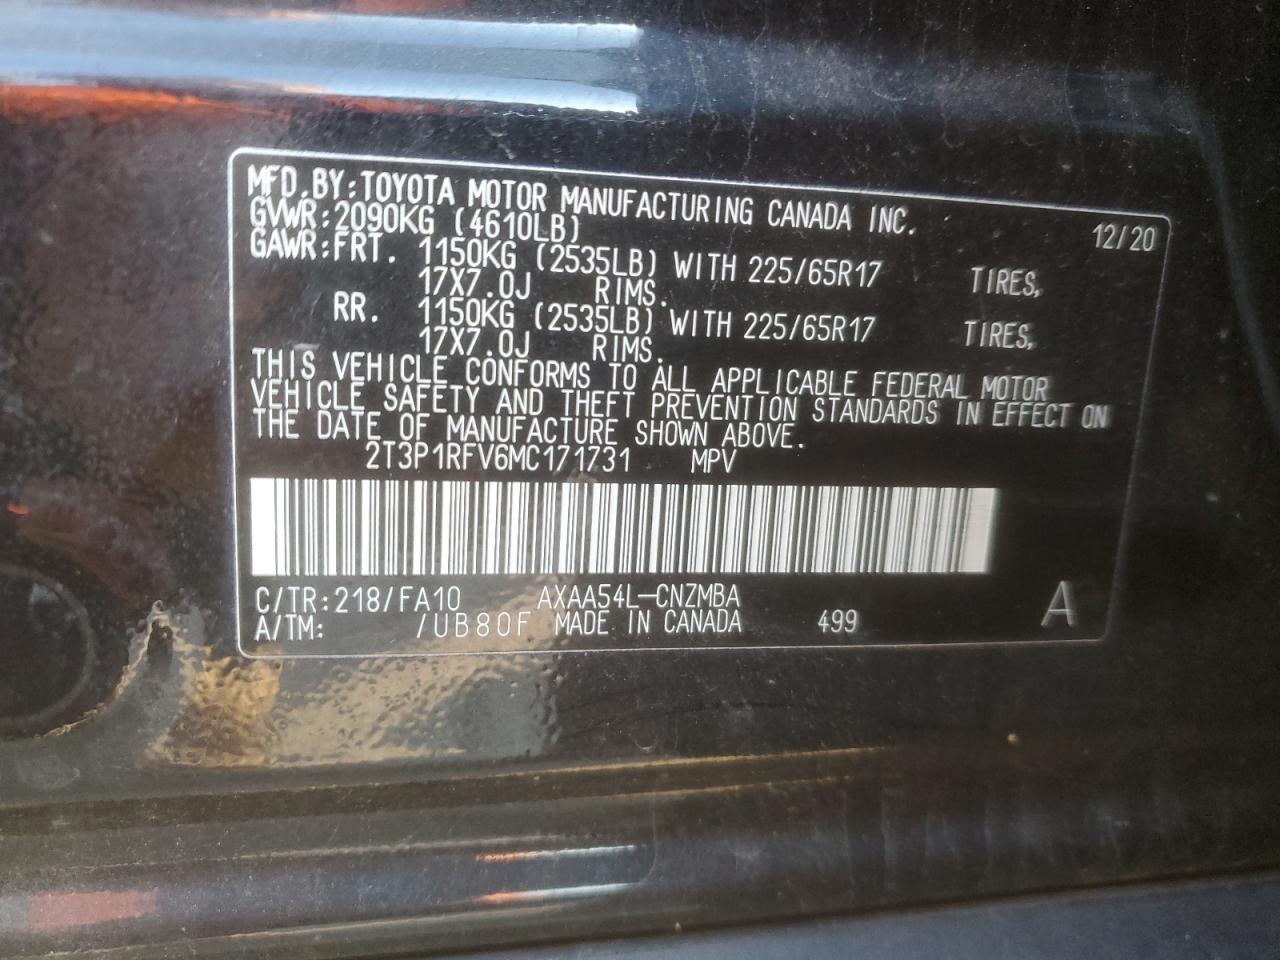 MFD.BY:TOYOTA MOTOR MANUFACTURING CANADA INC. 12/20
GVWR:2090KG (4610LB)
GAWR:FRT. 1150KG (2535LB) WITH 225/65R17 TIRES,
17X7.0J RIMS.
RR. 1150KG (2535LB) WITH 225/65R17 TIRES,
17X7.0J RIMS.
THIS VEHICLE CONFORMS TO ALL APPLICABLE FEDERAL MOTOR
VEHICLE SAFETY AND THEFT PREVENTION STANDARDS IN EFFECT ON
THE DATE OF MANUFACTURE SHOWN ABOVE.
2T3P1RFV6MC171731 MPV
C/TR:218/FA10 AXAA54L-CNZMBA
A/TM: /UB80F MADE IN CANADA 499 A